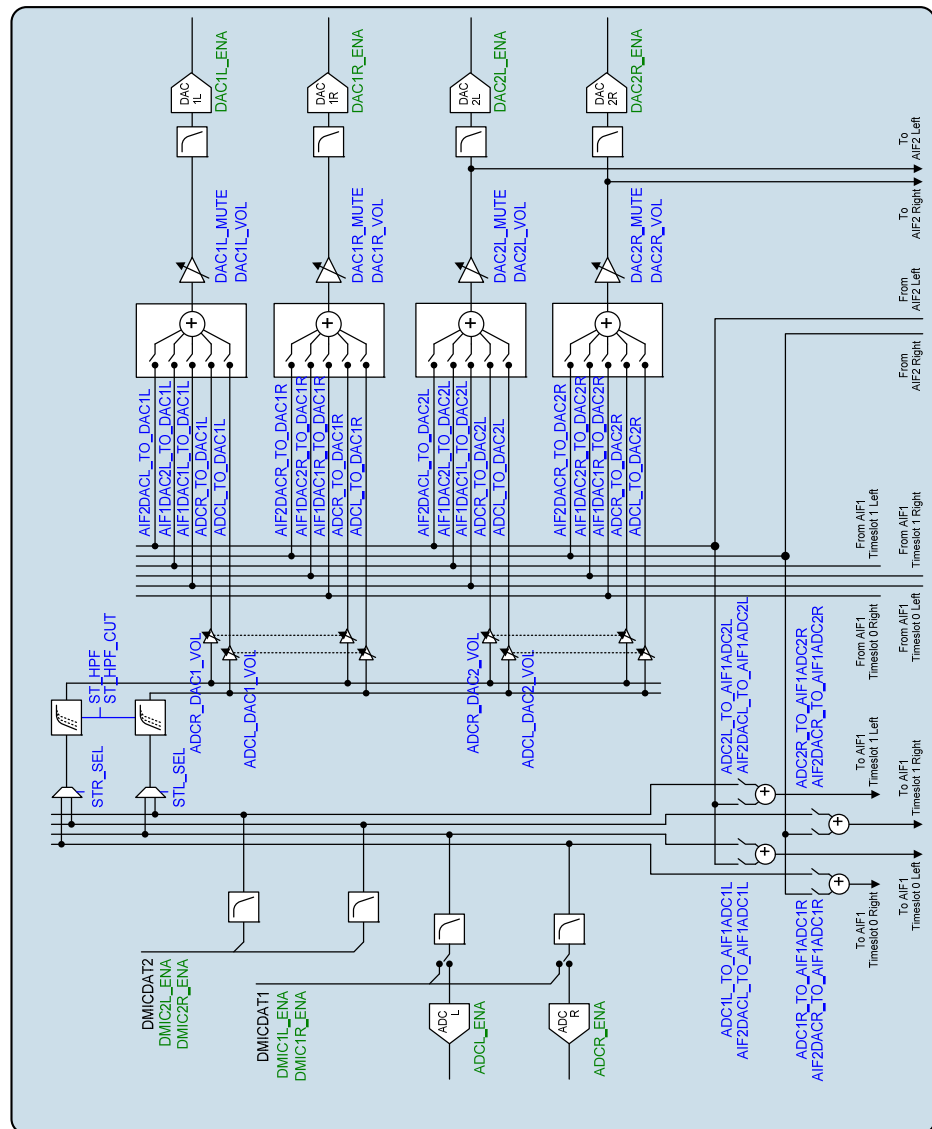 DAC
1L
DAC1L_ENA
DAC
1R
DAC1R_ENA
DAC
2L
DAC2L_ENA
DAC
2R
DAC2R_ENA
To
AIF2 Left
To
AIF2 Right
DAC1L_MUTE
DAC1L_VOL
DAC1R_MUTE
DAC1R_VOL
DAC2L_MUTE
DAC2L_VOL
DAC2R_MUTE
DAC2R_VOL
From
AIF2 Left
From
AIF2 Right
+
+
+
+
AIF2DACL_TO_DAC1L
AIF1DAC2L_TO_DAC1L
AIF1DAC1L_TO_DAC1L
ADCR_TO_DAC1L
ADCL_TO_DAC1L
AIF2DACR_TO_DAC1R
AIF1DAC2R_TO_DAC1R
AIF1DAC1R_TO_DAC1R
ADCR_TO_DAC1R
ADCL_TO_DAC1R
AIF2DACL_TO_DAC2L
AIF1DAC2L_TO_DAC2L
AIF1DAC1L_TO_DAC2L
ADCR_TO_DAC2L
ADCL_TO_DAC2L
AIF2DACR_TO_DAC2R
AIF1DAC2R_TO_DAC2R
AIF1DAC1R_TO_DAC2R
ADCR_TO_DAC2R
ADCL_TO_DAC2R
From AIF1
Timeslot 1 Left
From AIF1
Timeslot 1 Right
From AIF1
Timeslot 0 Right
From AIF1
Timeslot 0 Left
ST_HPF
ST_HPF_CUT
ADCR_DAC1_VOL
ADCL_DAC1_VOL
ADCR_DAC2_VOL
ADCL_DAC2_VOL
STR_SEL
STL_SEL
ADC2L_TO_AIF1ADC2L
AIF2DACL_TO_AIF1ADC2L
ADC2R_TO_AIF1ADC2R
AIF2DACR_TO_AIF1ADC2R
To AIF1
Timeslot 1 Left
To AIF1
Timeslot 1 Right
+
+
+
+
DMICDAT2
DMIC2L_ENA
DMIC2R_ENA
DMICDAT1
DMIC1L_ENA
DMIC1R_ENA
ADC
L
ADCL_ENA
ADC
R
ADCR_ENA
ADC1L_TO_AIF1ADC1L
AIF2DACL_TO_AIF1ADC1L
ADC1R_TO_AIF1ADC1R
AIF2DACR_TO_AIF1ADC1R
To AIF1
Timeslot 0 Right
To AIF1
Timeslot 0 Left